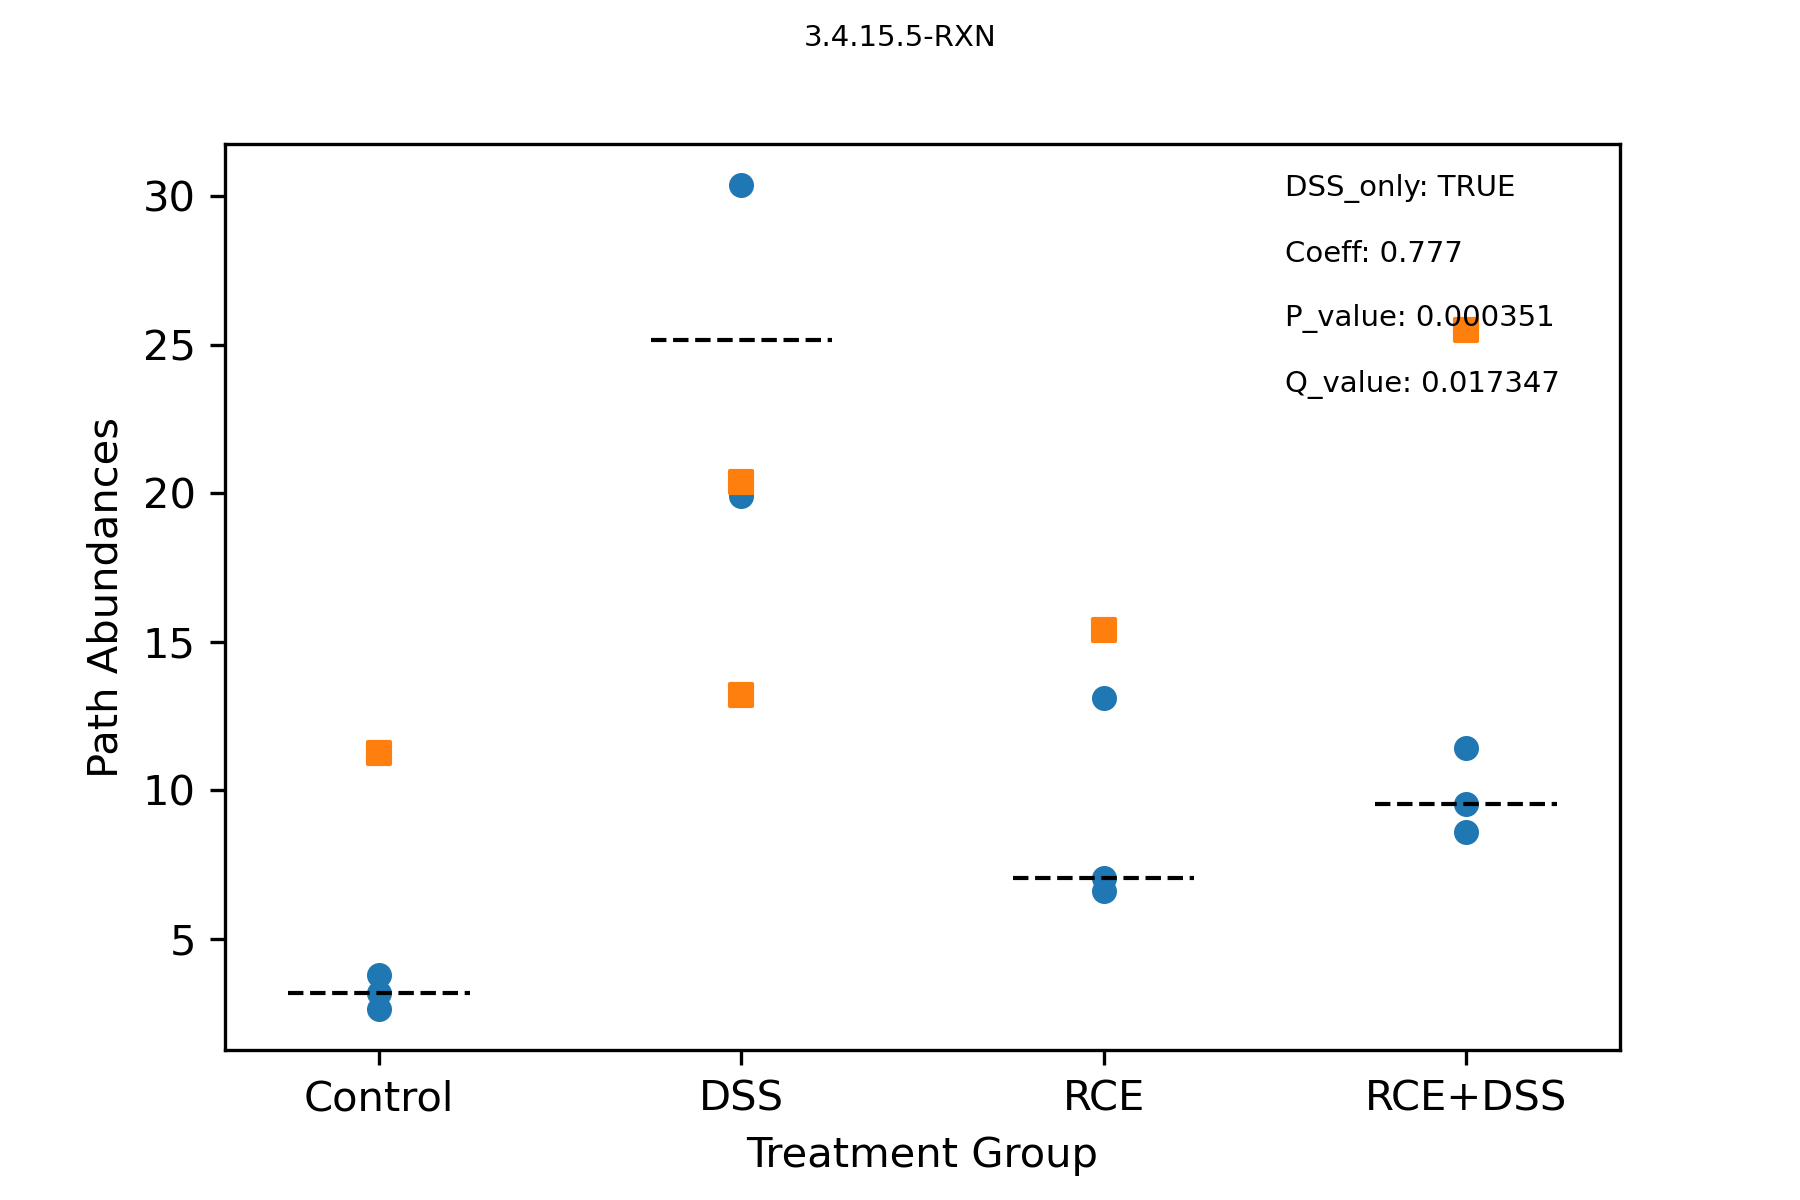 3.4.15.5-RXN
DSS_only: TRUE
Coeff: 0.777
P_value: 0.000351
Q_value: 0.017347
30
25
20
15
10
5
Path Abundances
Control
DSS
RCE
RCE+DSS
Treatment Group